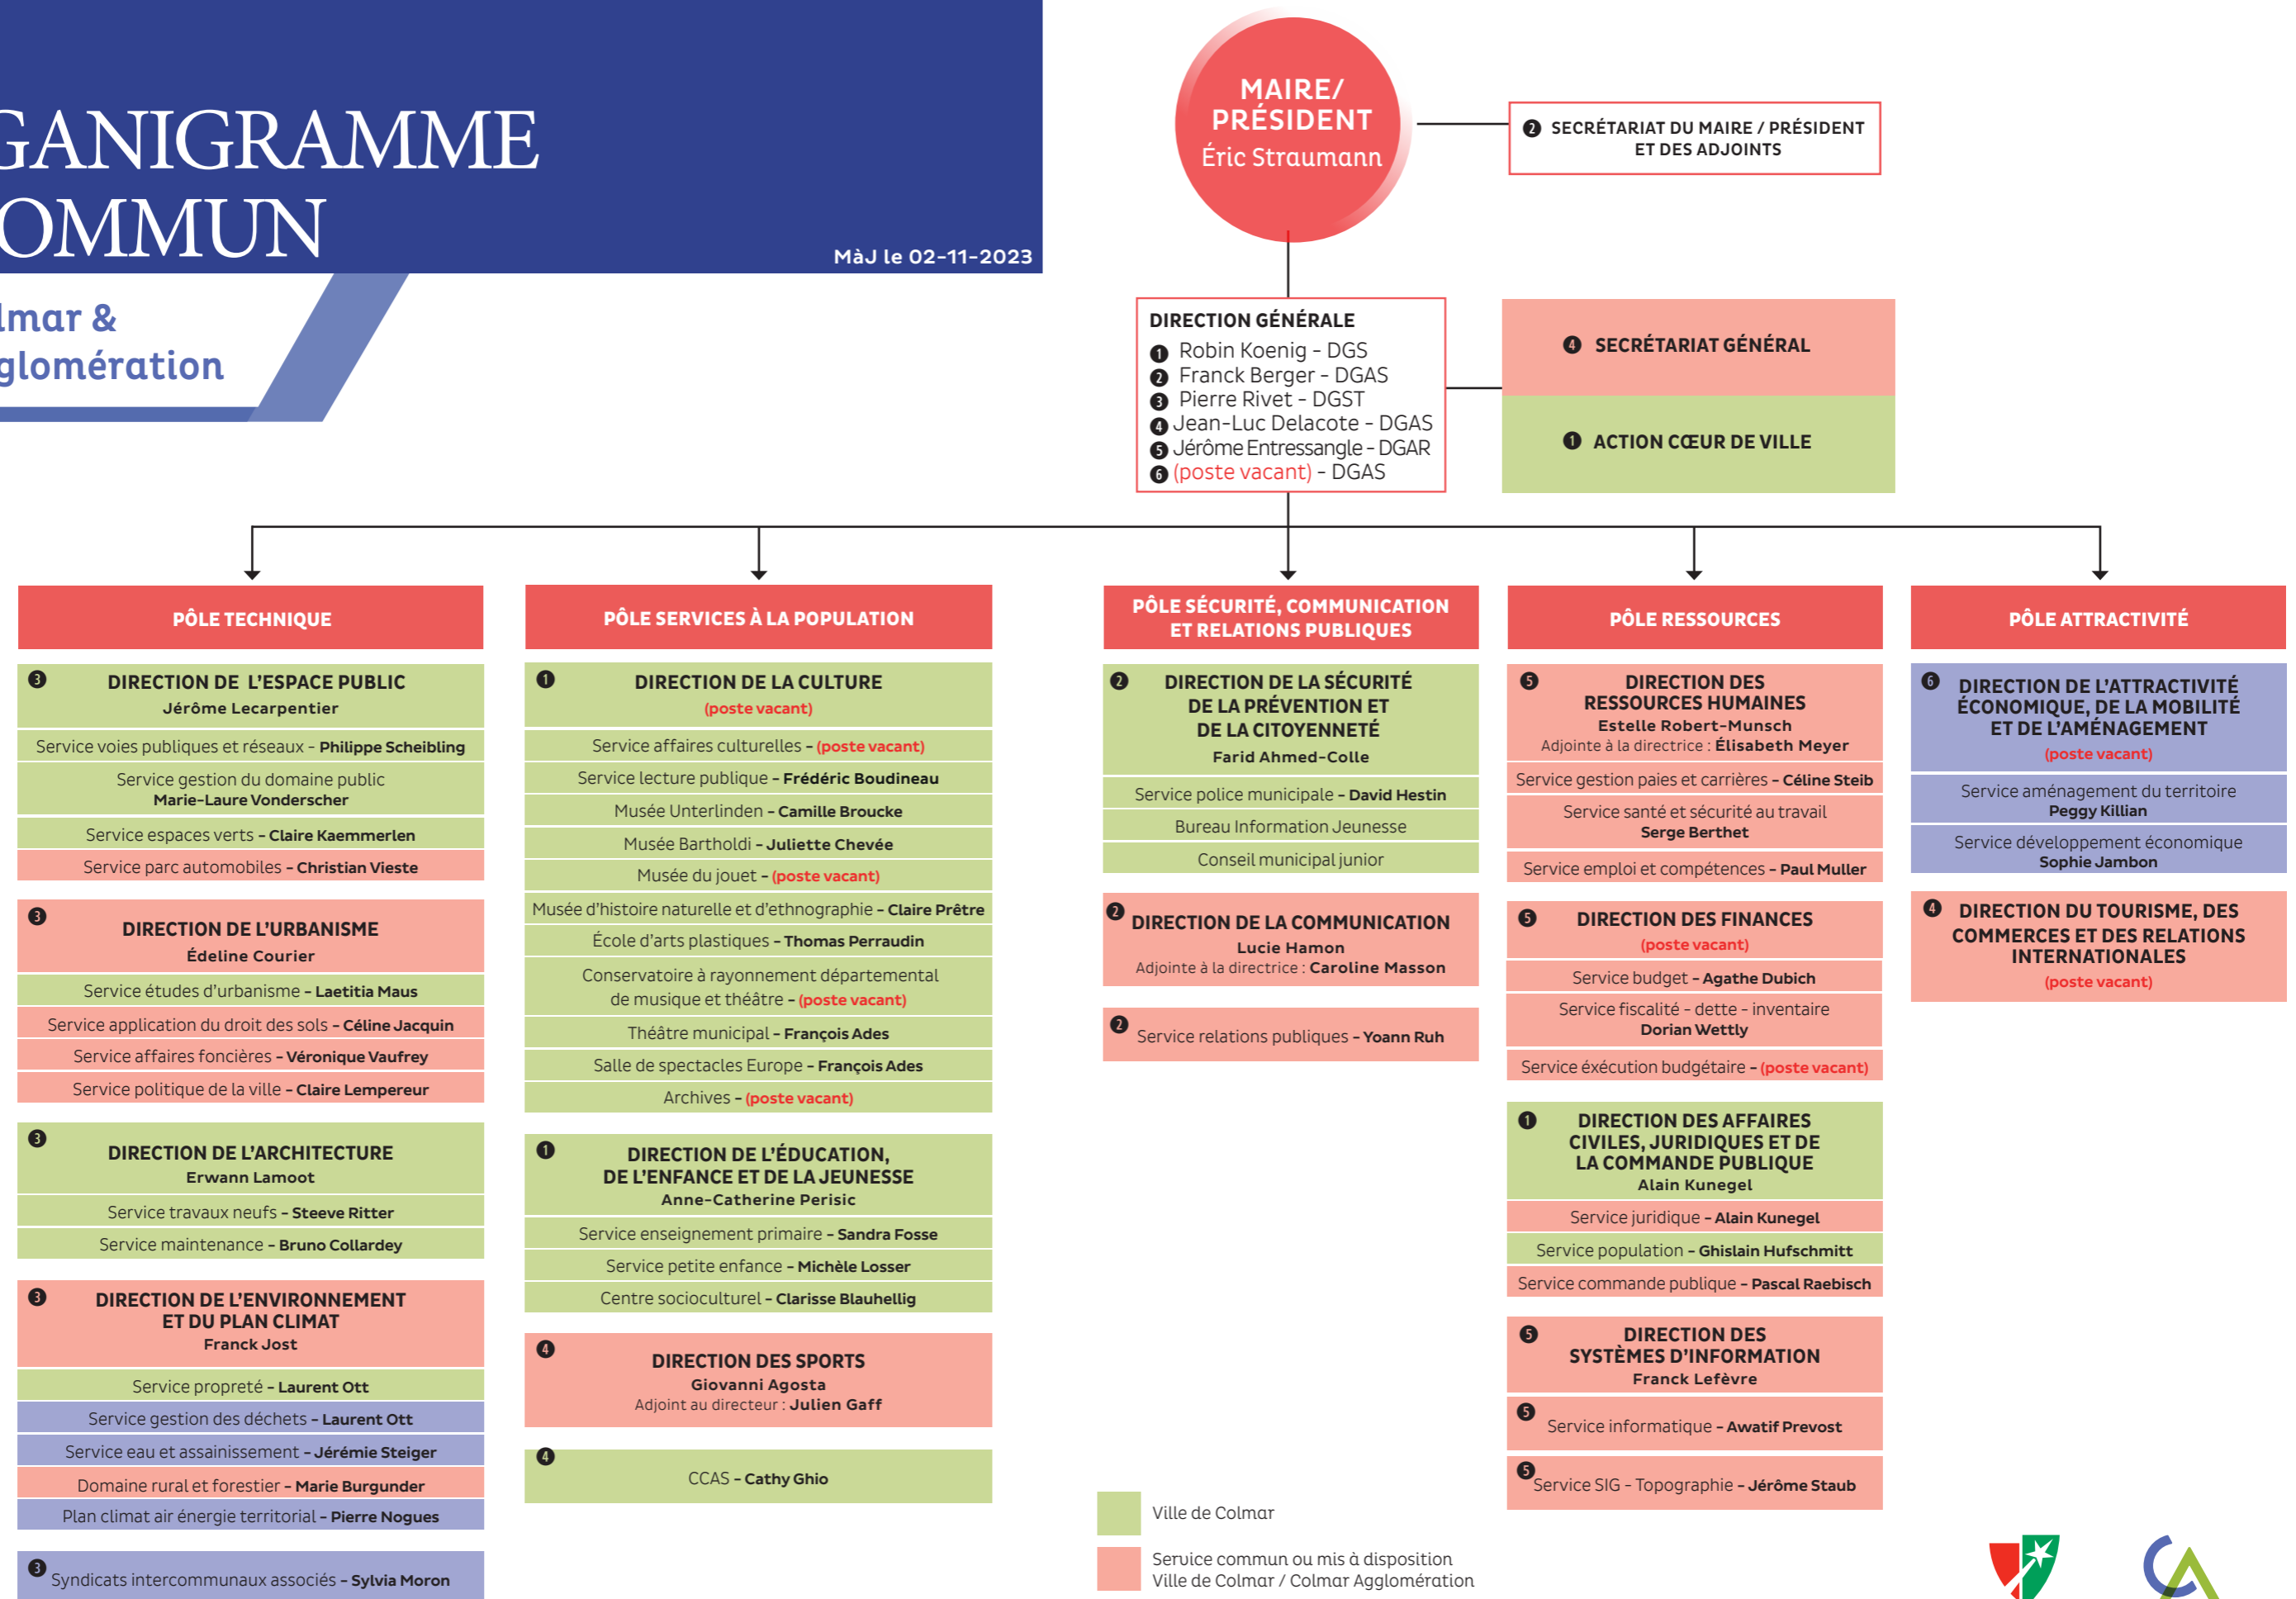 GANIGRAMME
OMMUN
MàJ le 02-11-2023
lmar &
glomération
MAIRE/
PRÉSIDENT
Éric Straumann
2 SECRÉTARIAT DU MAIRE / PRÉSIDENT
ET DES ADJOINTS
DIRECTION GÉNÉRALE
1 Robin Koenig - DGS
2 Franck Berger - DGAS
3 Pierre Rivet - DGST
4 Jean-Luc Delacote - DGAS
5 Jérôme Entressangle - DGAR
6 (poste vacant) - DGAS
4 SECRÉTARIAT GÉNÉRAL
1 ACTION CŒUR DE VILLE
PÔLE TECHNIQUE
3 DIRECTION DE L'ESPACE PUBLIC
Jérôme Lecarpentier
Service voies publiques et réseaux - Philippe Scheibling
Service gestion du domaine public
Marie-Laure Vonderscher
Service espaces verts - Claire Kaemmerlen
Service parc automobiles - Christian Vieste
3 DIRECTION DE L'URBANISME
Édeline Courier
Service études d'urbanisme - Laetitia Maus
Service application du droit des sols - Céline Jacquin
Service affaires foncières - Véronique Vaufrey
Service politique de la ville - Claire Lempereur
3 DIRECTION DE L'ARCHITECTURE
Erwann Lamoot
Service travaux neufs - Steeve Ritter
Service maintenance - Bruno Collardey
3 DIRECTION DE L'ENVIRONNEMENT
ET DU PLAN CLIMAT
Franck Jost
Service propreté - Laurent Ott
Service gestion des déchets - Laurent Ott
Service eau et assainissement - Jérémie Steiger
Domaine rural et forestier - Marie Burgunder
Plan climat air énergie territorial - Pierre Nogues
3 Syndicats intercommunaux associés - Sylvia Moron
PÔLE SERVICES À LA POPULATION
1 DIRECTION DE LA CULTURE
(poste vacant)
Service affaires culturelles - (poste vacant)
Service lecture publique - Frédéric Boudineau
Musée Unterlinden - Camille Broucke
Musée Bartholdi - Juliette Chevée
Musée du jouet - (poste vacant)
Musée d'histoire naturelle et d'ethnographie - Claire Prêtre
École d'arts plastiques - Thomas Perraudin
Conservatoire à rayonnement départemental
de musique et théâtre - (poste vacant)
Théâtre municipal - François Ades
Salle de spectacles Europe - François Ades
Archives - (poste vacant)
1 DIRECTION DE L'ÉDUCATION,
DE L'ENFANCE ET DE LA JEUNESSE
Anne-Catherine Perisic
Service enseignement primaire - Sandra Fosse
Service petite enfance - Michèle Losser
Centre socioculturel - Clarisse Blauhellig
4 DIRECTION DES SPORTS
Giovanni Agosta
Adjoint au directeur : Julien Gaff
4 CCAS - Cathy Ghio
PÔLE SÉCURITÉ, COMMUNICATION
ET RELATIONS PUBLIQUES
2 DIRECTION DE LA SÉCURITÉ
DE LA PRÉVENTION ET
DE LA CITOYENNETÉ
Farid Ahmed-Colle
Service police municipale - David Hestin
Bureau Information Jeunesse
Conseil municipal junior
2 DIRECTION DE LA COMMUNICATION
Lucie Hamon
Adjointe à la directrice : Caroline Masson
2 Service relations publiques - Yoann Ruh
PÔLE RESSOURCES
5 DIRECTION DES
RESSOURCES HUMAINES
Estelle Robert-Munsch
Adjointe à la directrice : Élisabeth Meyer
Service gestion paies et carrières - Céline Steib
Service santé et sécurité au travail
Serge Berthet
Service emploi et compétences - Paul Muller
5 DIRECTION DES FINANCES
(poste vacant)
Service budget - Agathe Dubich
Service fiscalité - dette - inventaire
Dorian Wettly
Service éxécution budgétaire - (poste vacant)
1 DIRECTION DES AFFAIRES
CIVILES, JURIDIQUES ET DE
LA COMMANDE PUBLIQUE
Alain Kunegel
Service juridique - Alain Kunegel
Service population - Ghislain Hufschmitt
Service commande publique - Pascal Raebisch
5 DIRECTION DES
SYSTÈMES D'INFORMATION
Franck Lefèvre
5 Service informatique - Awatif Prevost
5 Service SIG - Topographie - Jérôme Staub
PÔLE ATTRACTIVITÉ
6 DIRECTION DE L'ATTRACTIVITÉ
ÉCONOMIQUE, DE LA MOBILITÉ
ET DE L'AMÉNAGEMENT
(poste vacant)
Service aménagement du territoire
Peggy Killian
Service développement économique
Sophie Jambon
4 DIRECTION DU TOURISME, DES
COMMERCES ET DES RELATIONS
INTERNATIONALES
(poste vacant)
Ville de Colmar
Service commun ou mis à disposition
Ville de Colmar / Colmar Agglomération
CA